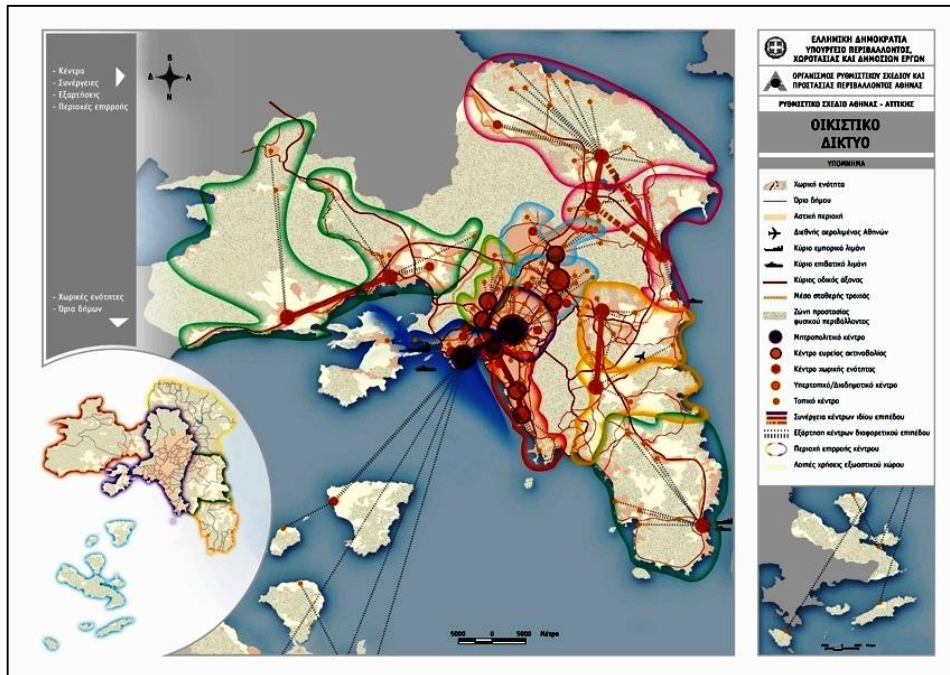 - Κέντρα
- Συνέργειες
- Εξαρτήσεις
- Περιοχές επιρροής
Β
Δ Α
Ν
- Χωρικές ενότητες
- Όρια δήμων
5000 0 5000 Μέτρα
ΕΛΛΗΝΙΚΗ ΔΗΜΟΚΡΑΤΙΑ
ΥΠΟΥΡΓΕΙΟ ΠΕΡΙΒΑΛΛΟΝΤΟΣ,
ΧΩΡΟΤΑΞΙΑΣ ΚΑΙ ΔΗΜΟΣΙΩΝ ΕΡΓΩΝ
ΟΡΓΑΝΙΣΜΟΣ ΡΥΘΜΙΣΤΙΚΟΥ ΣΧΕΔΙΟΥ ΚΑΙ
ΠΡΟΣΤΑΣΙΑΣ ΠΕΡΙΒΑΛΛΟΝΤΟΣ ΑΘΗΝΑΣ
ΡΥΘΜΙΣΤΙΚΟ ΣΧΕΔΙΟ ΑΘΗΝΑΣ - ΑΤΤΙΚΗΣ
ΟΙΚΙΣΤΙΚΟ
ΔΙΚΤΥΟ
ΥΠΟΜΝΗΜΑ
Χωρική ενότητα
Όριο δήμου
Αστική περιοχή
Διεθνής αερολιμένας Αθηνών
Κύριο εμπορικό λιμάνι
Κύριο επιβατικό λιμάνι
Κύριος οδικός άξονας
Μέσο σταθερής τροχιάς
Ζώνη προστασίας
φυσικού περιβάλλοντος
Μητροπολιτικό κέντρο
Κέντρο ευρείας ακτινοβολίας
Κέντρο χωρικής ενότητας
Υπερτοπικό/Διαδημοτικό κέντρο
Τοπικό κέντρο
Συνέργεια κέντρων ιδίου επιπέδου
Εξάρτηση κέντρων διαφορετικού επιπέδου
Περιοχή επιρροής κέντρου
Λοιπές χρήσεις εξωαστικού χώρου